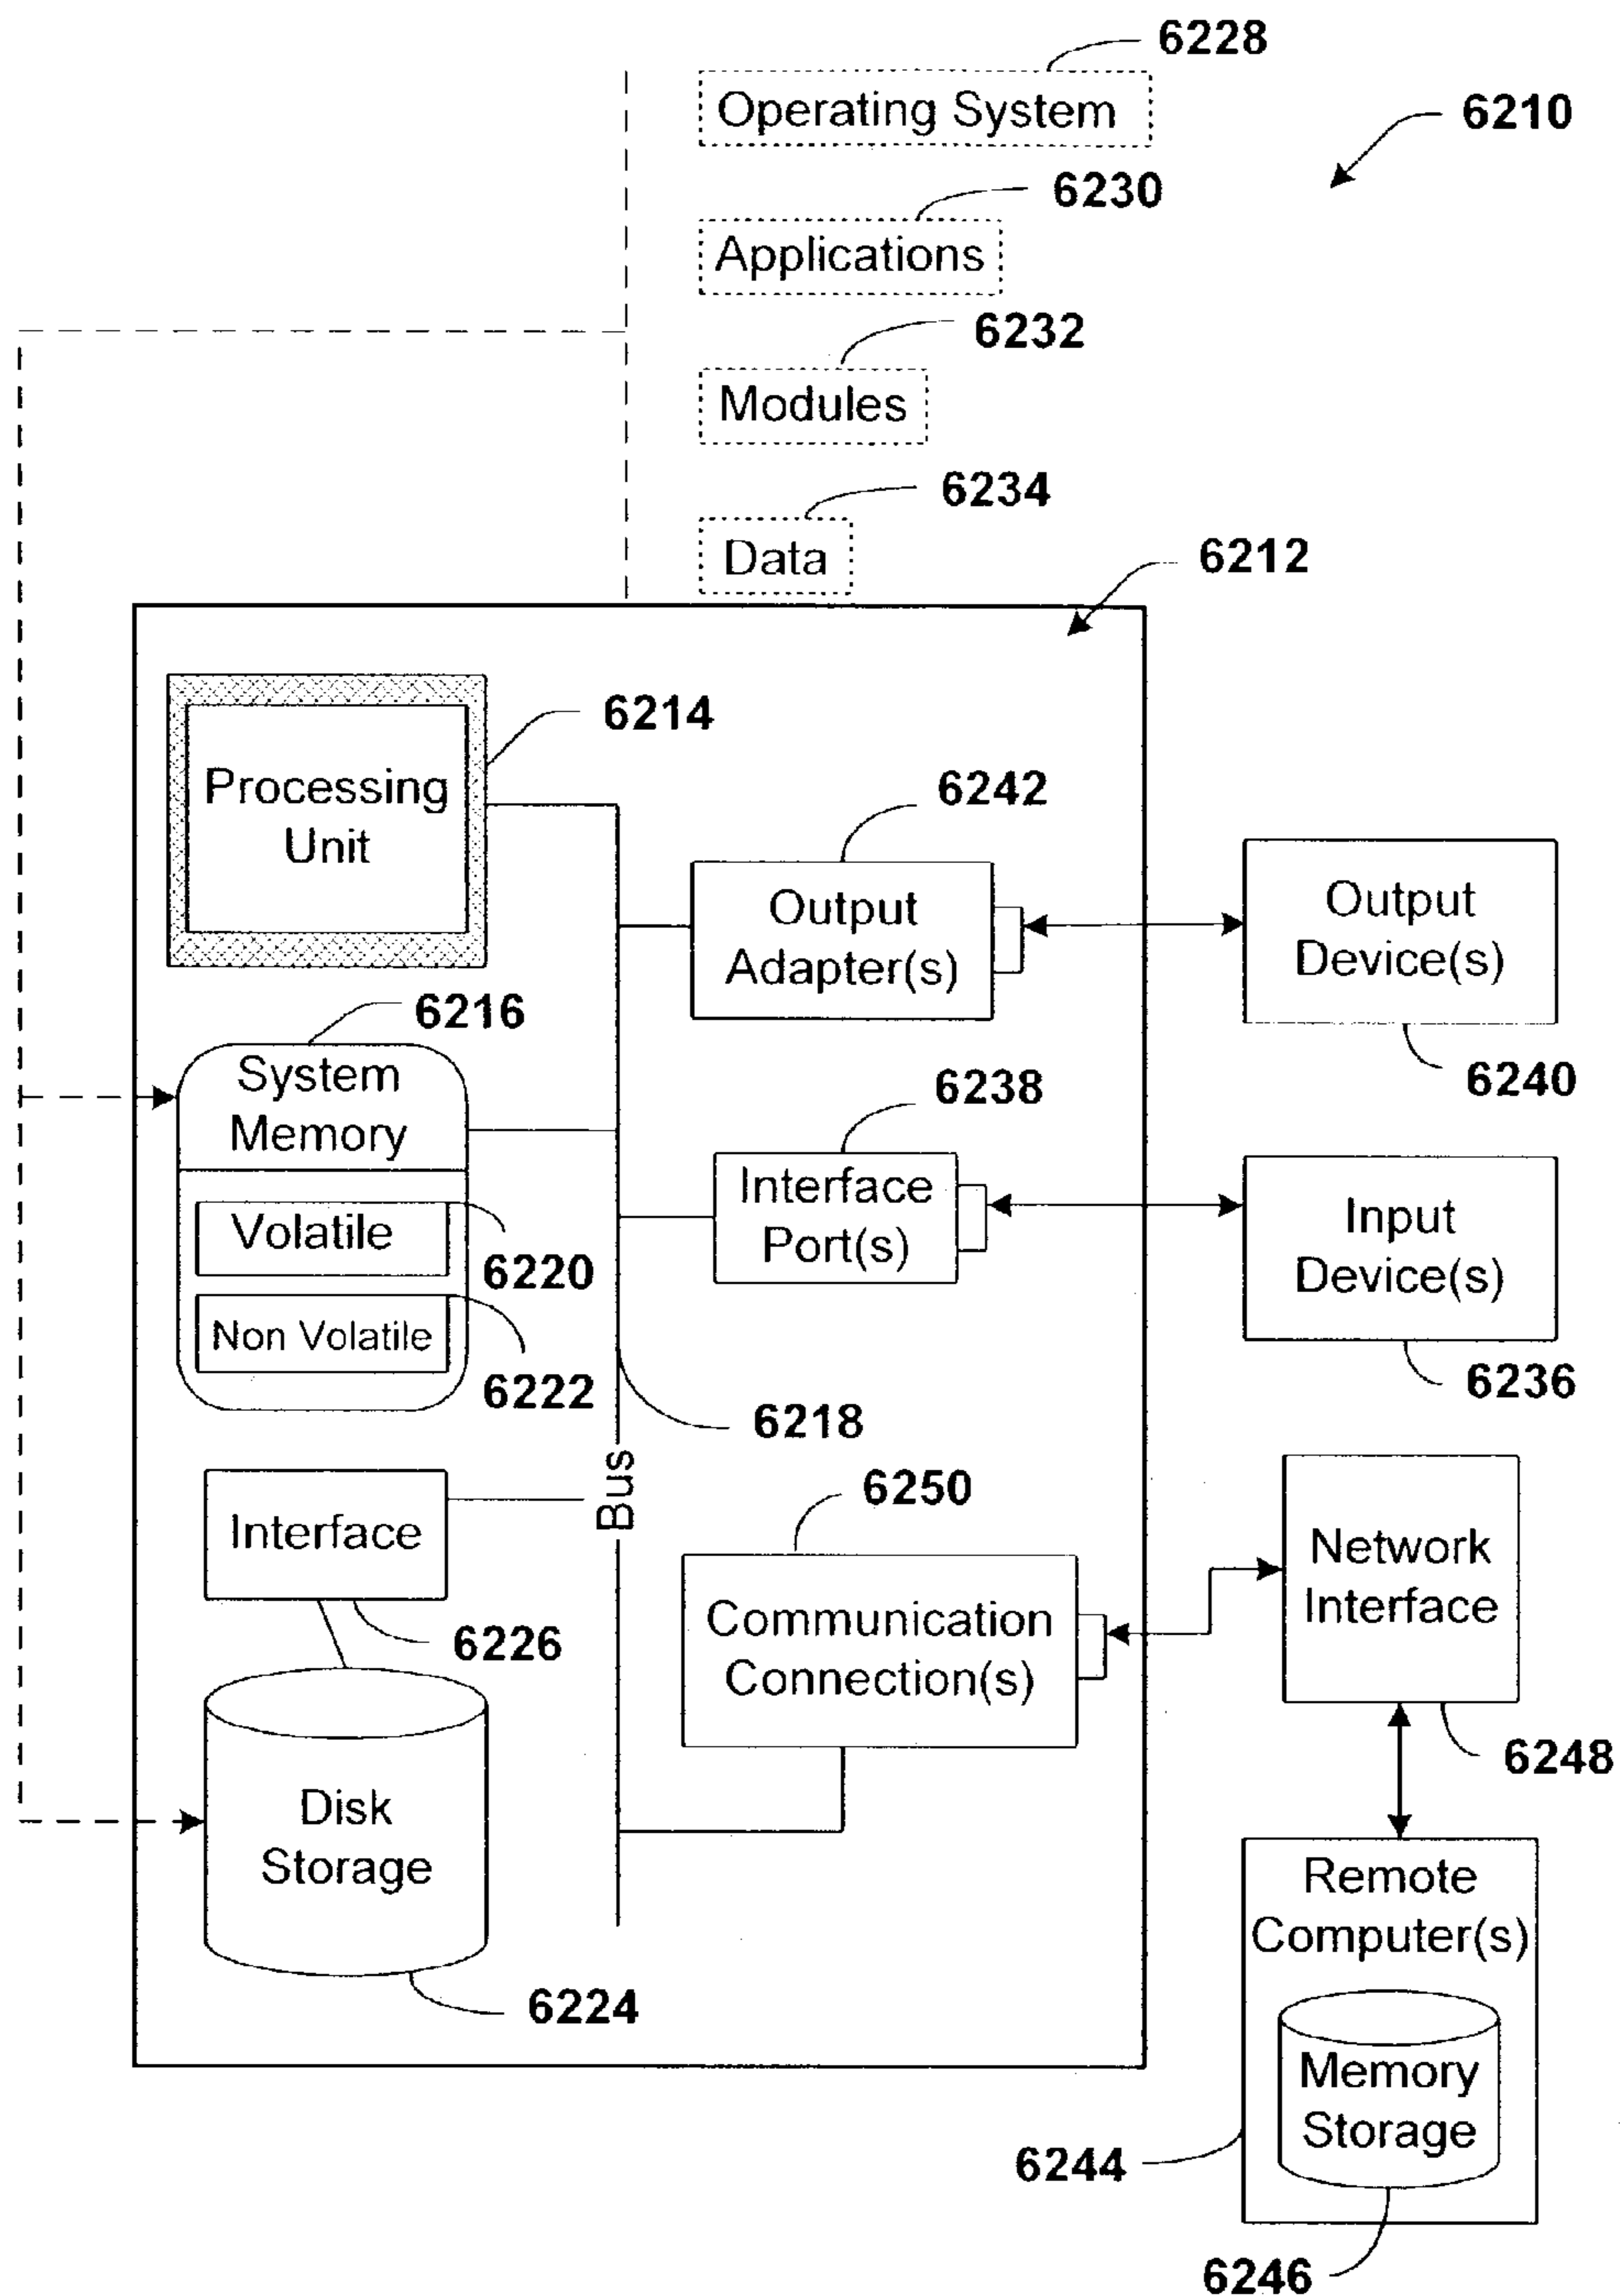 6228
Operating System
6210
6230
Applications
6232
Modules
6234
Data
6212
6214
Processing
Unit
6242
Output
Adapter(s)
Output
Device(s)
6240
6216
System
Memory
6238
Interface
Port(s)
Input
Device(s)
6236
Volatile
6220
Non Volatile
6222
6218
Bus
6250
Interface
6226
Communication
Connection(s)
Network
Interface
6248
Disk
Storage
6224
Remote
Computer(s)
Memory
Storage
6244
6246